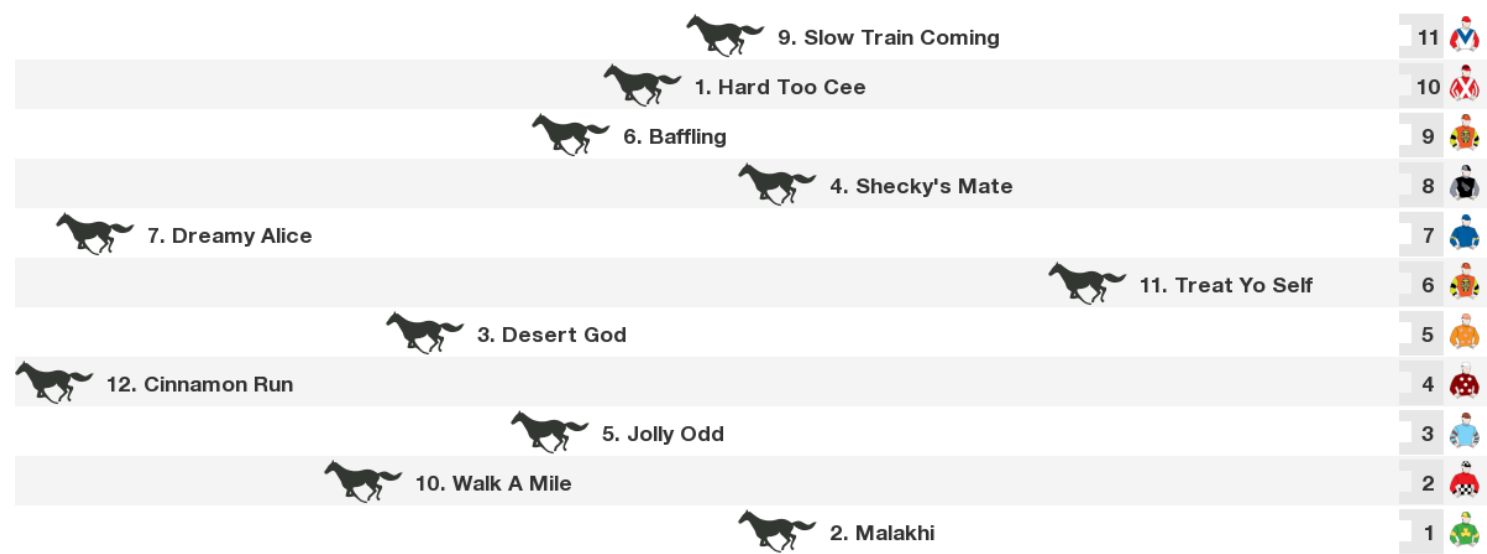 9. Slow Train Coming 11
1. Hard Too Cee 10
6. Baffling 9
4. Shecky's Mate 8
7. Dreamy Alice 7
11. Treat Yo Self 6
3. Desert God 5
12. Cinnamon Run 4
5. Jolly Odd 3
10. Walk A Mile 2
2. Malakhi 1